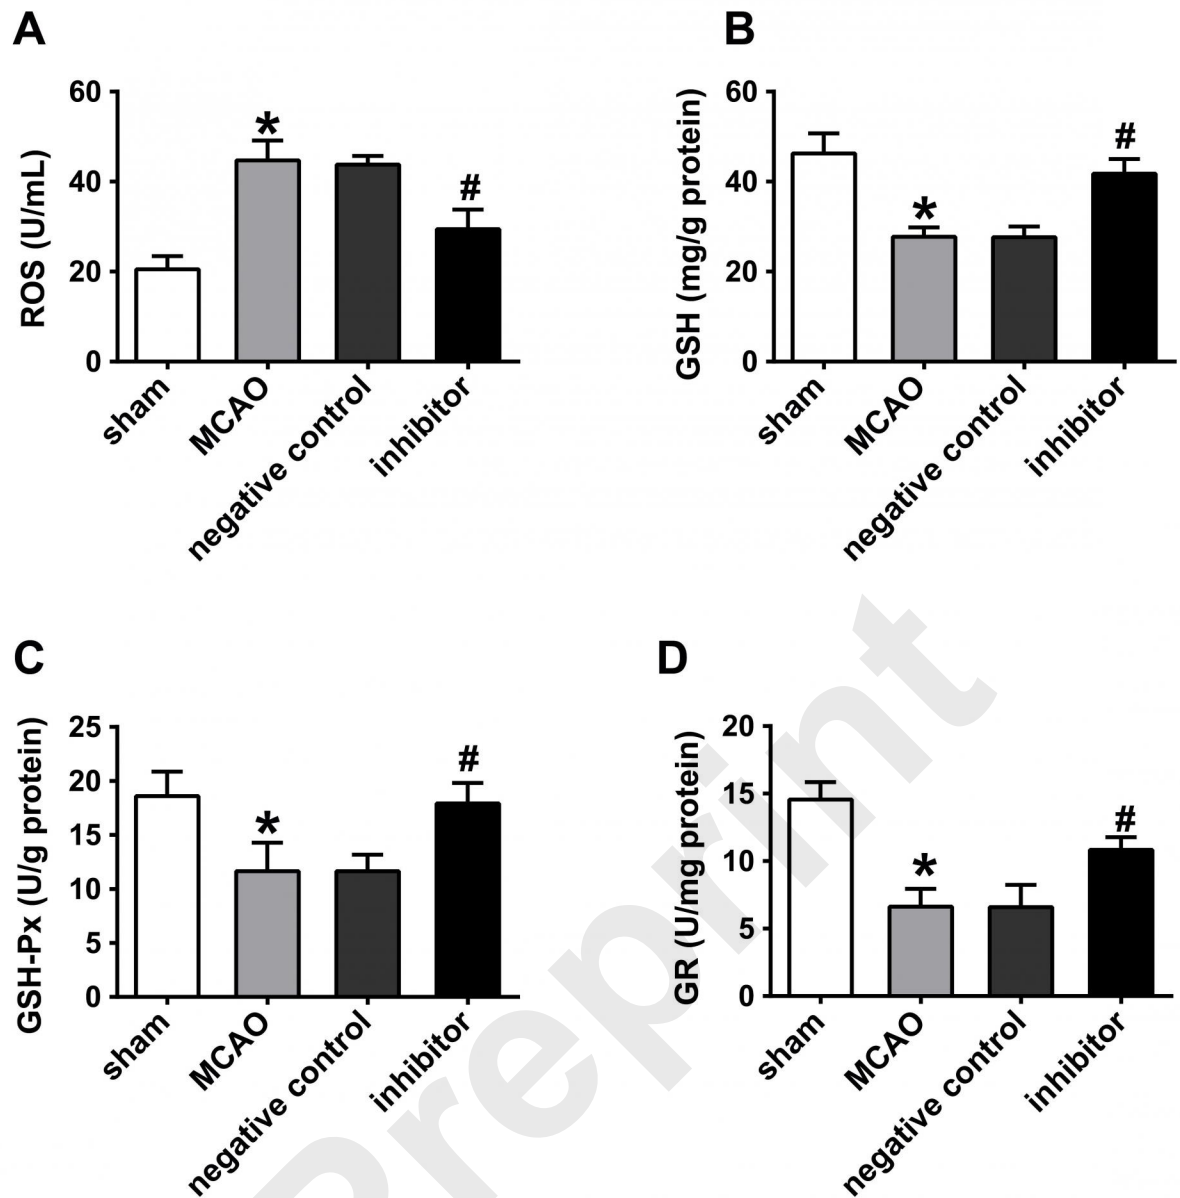 A
ROS (U/mL)
60
40
20
0
*
#
sham
MCAO
negative control
inhibitor
B
GSH (mg/g protein)
60
40
20
0
*
#
sham
MCAO
negative control
inhibitor
C
GSH-Px (U/g protein)
25
20
15
10
5
0
*
#
sham
MCAO
negative control
inhibitor
D
GR (U/mg protein)
20
15
10
5
0
*
#
sham
MCAO
negative control
inhibitor
Preprint